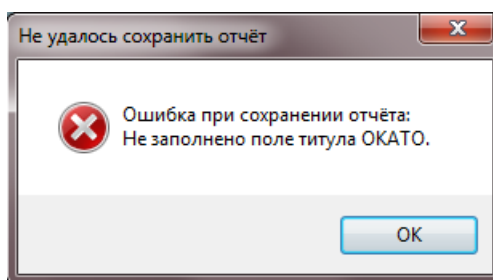 Не удалось сохранить отчёт
Ошибка при сохранении отчёта:
Не заполнено поле титула ОКАТО.
OK